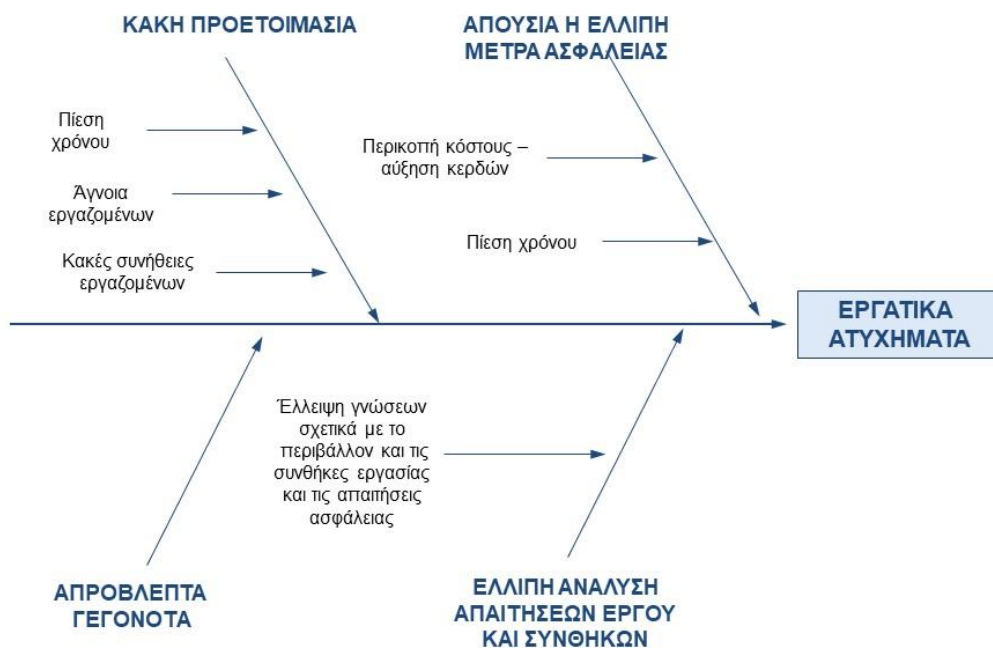 ΚΑΚΗ ΠΡΟΕΤΟΙΜΑΣΙΑ
ΑΠΟΥΣΙΑ Η ΕΛΛΙΠΗ
ΜΕΤΡΑ ΑΣΦΑΛΕΙΑΣ
Πίεση
χρόνου
Άγνοια
εργαζομένων
Κακές συνήθειες
εργαζομένων
Περικοπή κόστους –
αύξηση κερδών
Πίεση χρόνου
ΕΡΓΑΤΙΚΑ
ΑΤΥΧΗΜΑΤΑ
Έλλειψη γνώσεων
σχετικά με το
περιβάλλον και τις
συνθήκες εργασίας
και τις απαιτήσεις
ασφάλειας
ΑΠΡΟΒΛΕΠΤΑ
ΓΕΓΟΝΟΤΑ
ΕΛΛΙΠΗ ΑΝΑΛΥΣΗ
ΑΠΑΙΤΗΣΕΩΝ ΕΡΓΟΥ
ΚΑΙ ΣΥΝΘΗΚΩΝ